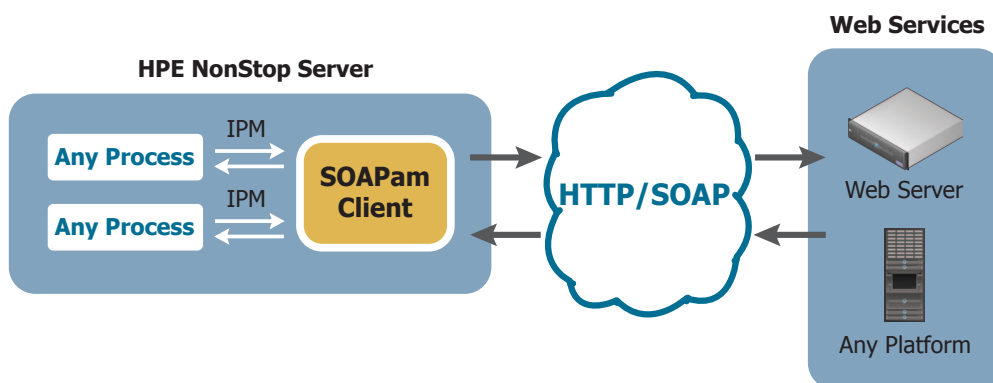 Web Services
HPE NonStop Server
IPM
Any Process
SOAPam
Client
IPM
Any Process
HTTP/SOAP
Web Server
Any Platform